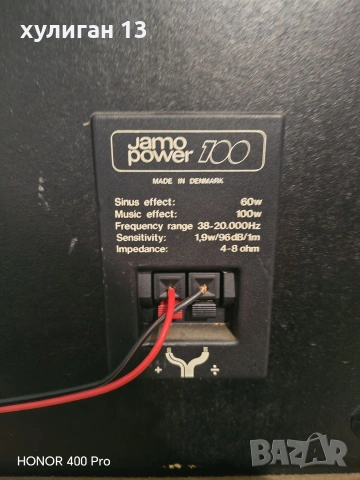 хулиган 13
Jamo
power 100
MADE IN DENMARK
Sinus effect: 60w
Music effect: 100w
Frequency range 38-20.000Hz
Sensitivity: 1,9w/96dB/1m
Impedance: 4-8 ohm
+ ÷
HONOR 400 Pro
BAZAR